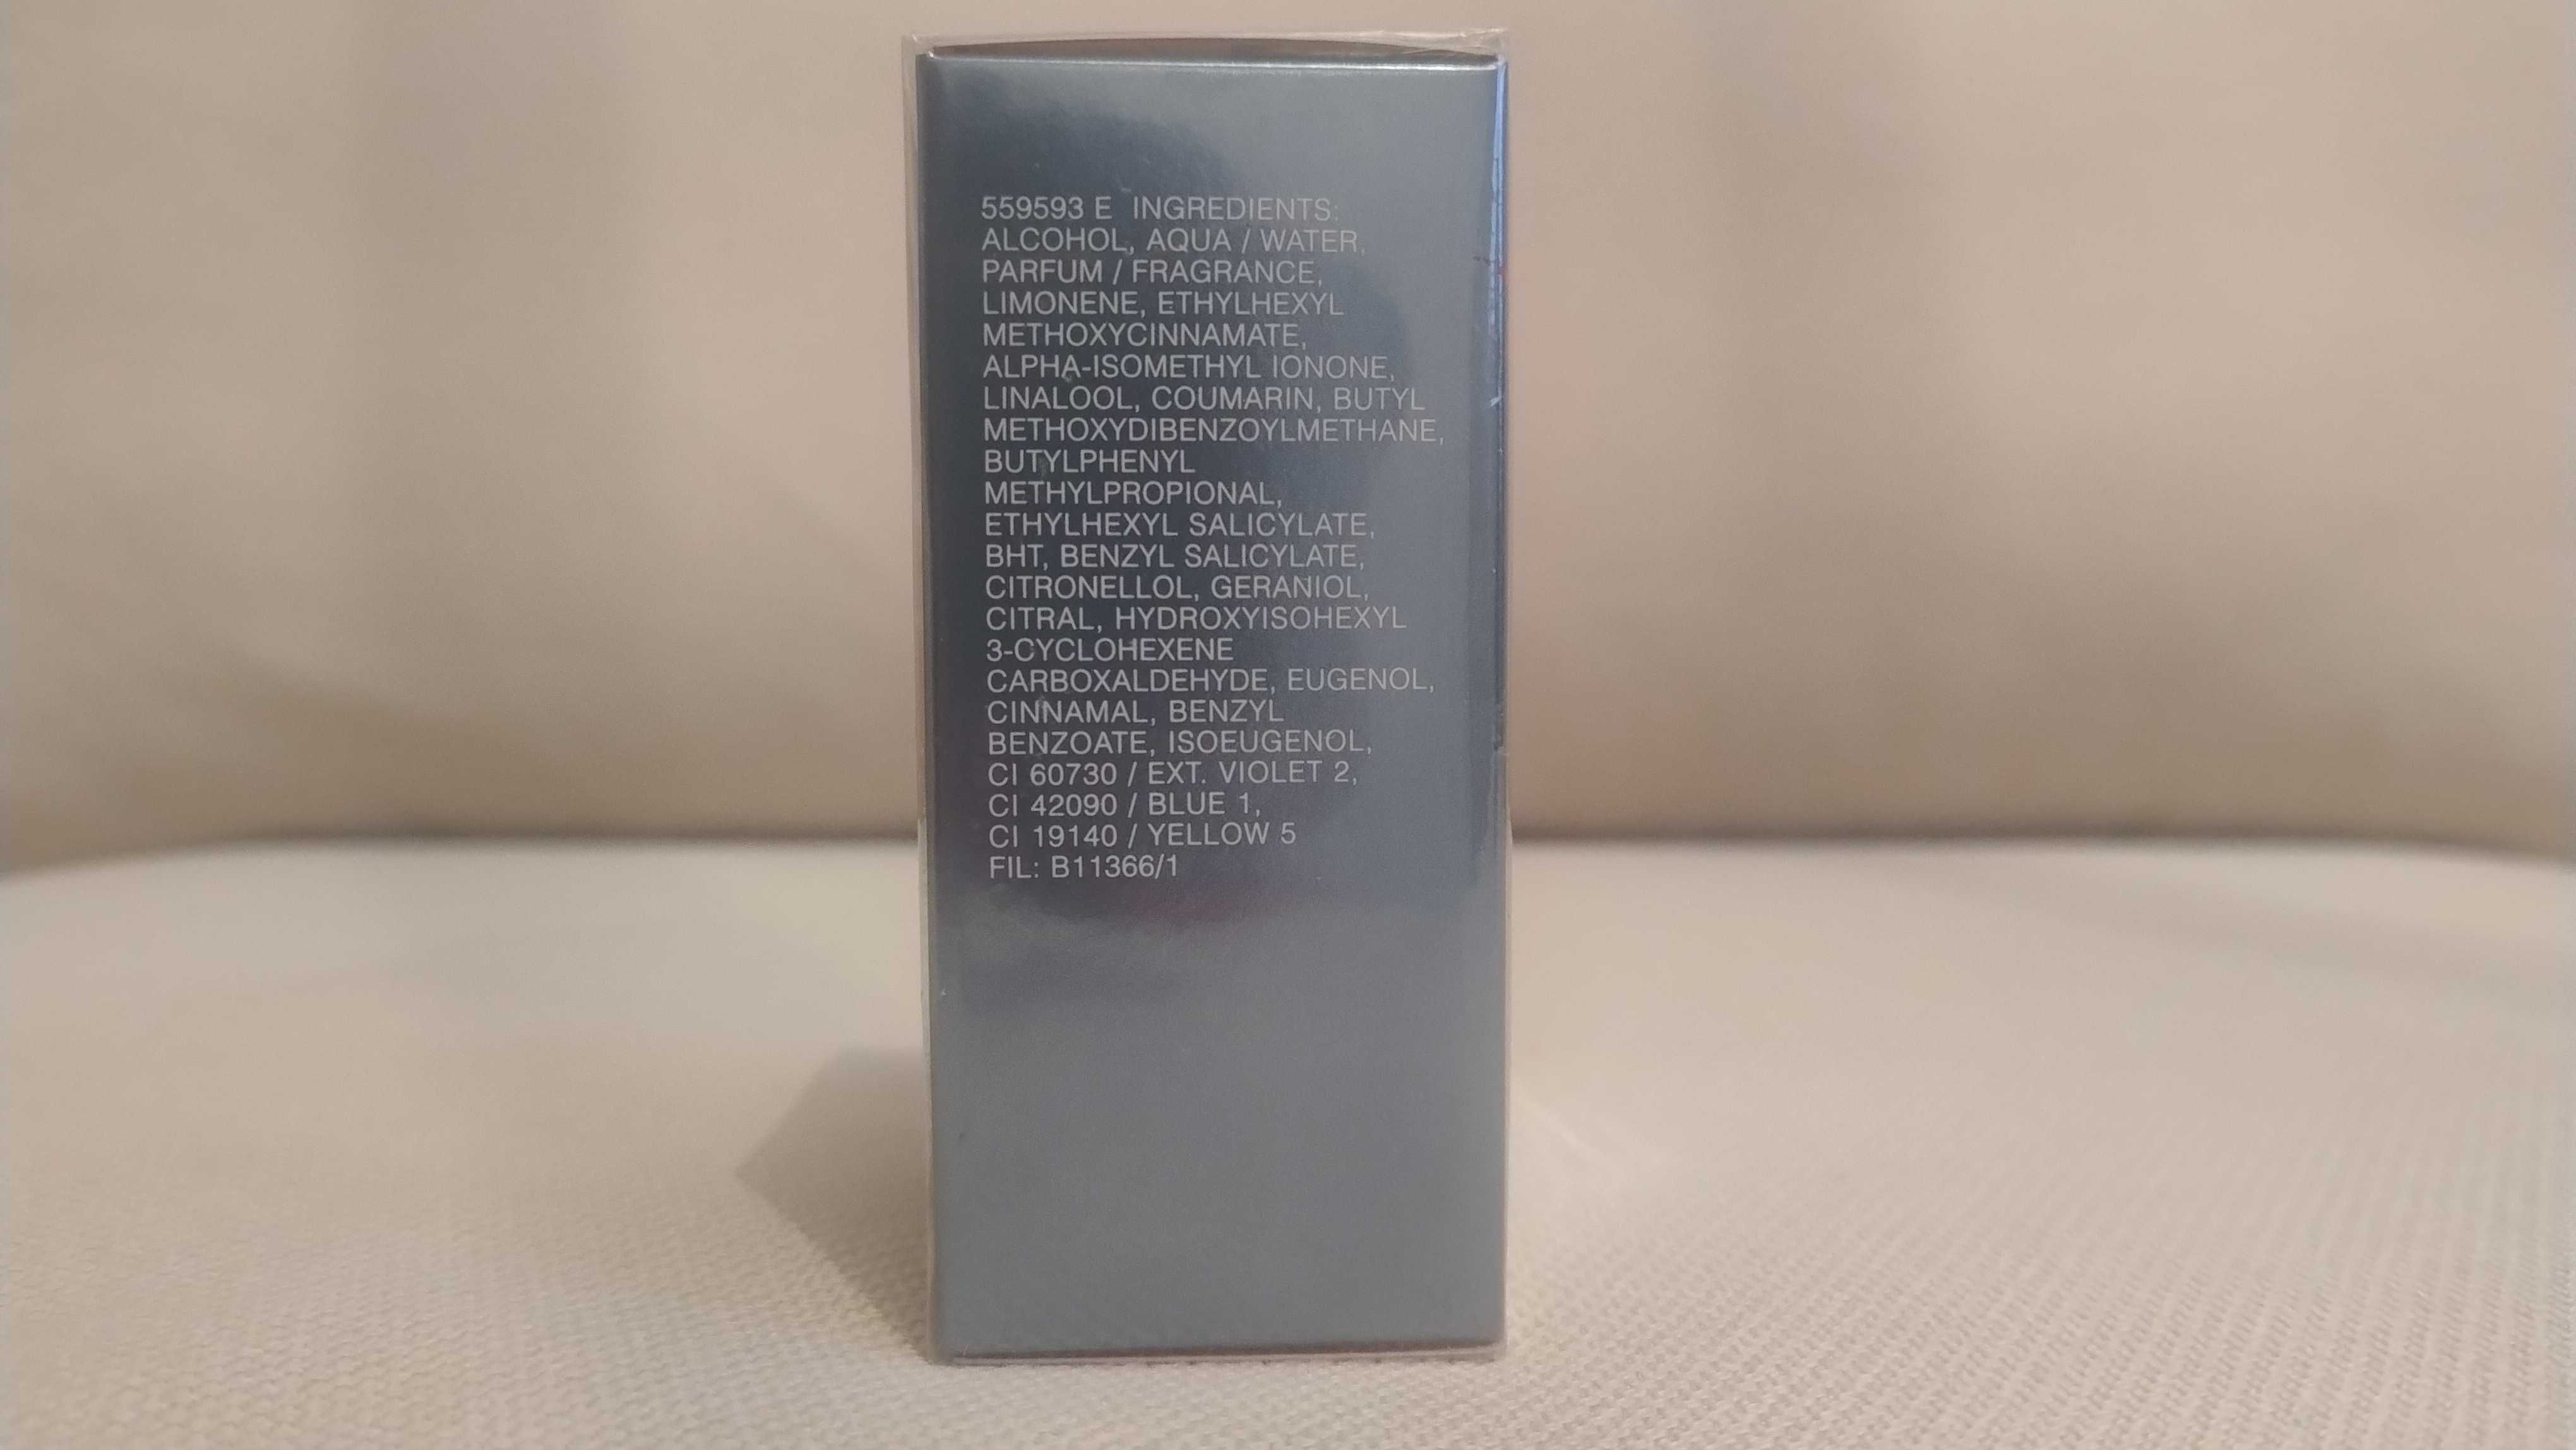 559593 E INGREDIENTS:
ALCOHOL, AQUA / WATER,
PARFUM / FRAGRANCE,
LIMONENE, ETHYLHEXYL
METHOXYCINNAMATE,
ALPHA-ISOMETHYL IONONE,
LINALOOL, COUMARIN, BUTYL
METHOXYDIBENZOYLMETHANE,
BUTYLPHENYL
METHYLPROPIONAL,
ETHYLHEXYL SALICYLATE,
BHT, BENZYL SALICYLATE,
CITRONELLOL, GERANIOL,
CITRAL, HYDROXYISOHEXYL
3-CYCLOHEXENE
CARBOXALDEHYDE, EUGENOL,
CINNAMAL, BENZYL
BENZOATE, ISOEUGENOL,
CI 60730 / EXT. VIOLET 2,
CI 42090 / BLUE 1,
CI 19140 / YELLOW 5
FIL: B11366/1